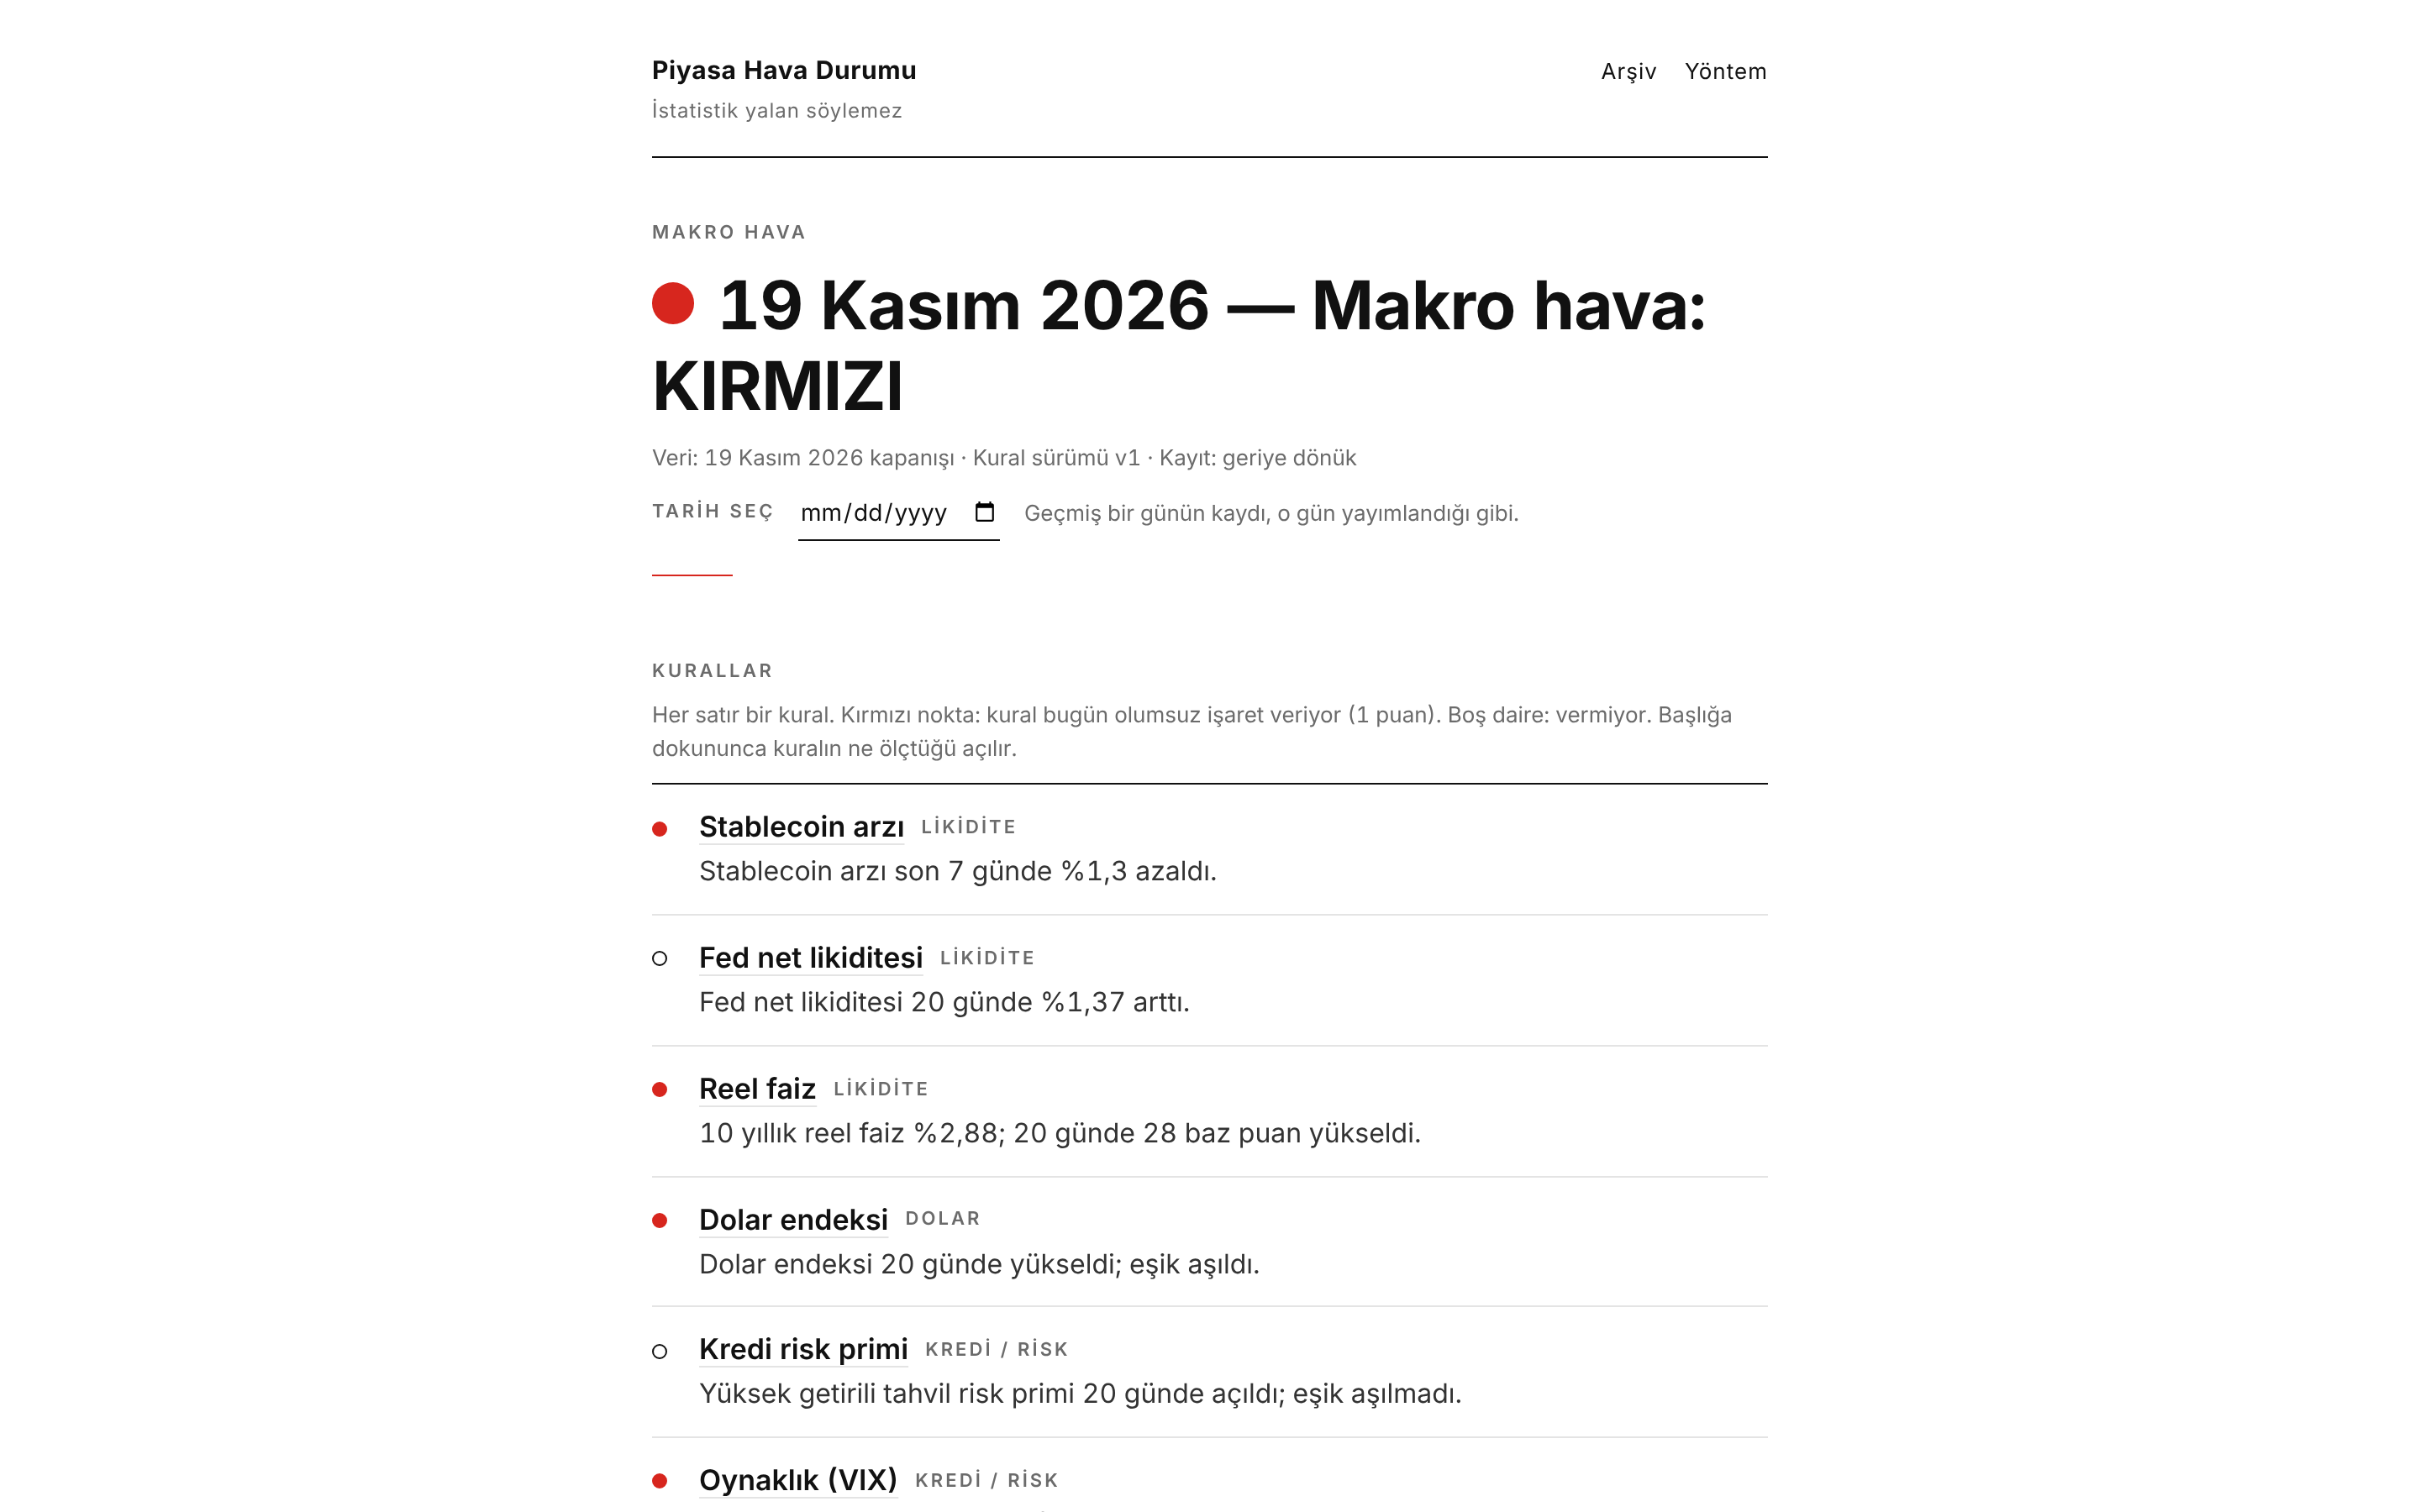 Piyasa Hava Durumu
Arşiv Yöntem
İstatistik yalan söylemez
MAKRO HAVA
19 Kasım 2026 — Makro hava:
KIRMIZI
Veri: 19 Kasım 2026 kapanışı · Kural sürümü v1 · Kayıt: geriye dönük
TARİH SEÇ mm/dd/yyyy Geçmiş bir günün kaydı, o gün yayımlandığı gibi.
KURALLAR
Her satır bir kural. Kırmızı nokta: kural bugün olumsuz işaret veriyor (1 puan). Boş daire: vermiyor. Başlığa
dokununca kuralın ne ölçtüğü açılır.
Stablecoin arzı LİKİDİTE
Stablecoin arzı son 7 günde %1,3 azaldı.
Fed net likiditesi LİKİDİTE
Fed net likiditesi 20 günde %1,37 arttı.
Reel faiz LİKİDİTE
10 yıllık reel faiz %2,88; 20 günde 28 baz puan yükseldi.
Dolar endeksi DOLAR
Dolar endeksi 20 günde yükseldi; eşik aşıldı.
Kredi risk primi KREDİ / RİSK
Yüksek getirili tahvil risk primi 20 günde açıldı; eşik aşılmadı.
Oynaklık (VIX) KREDİ / RİSK